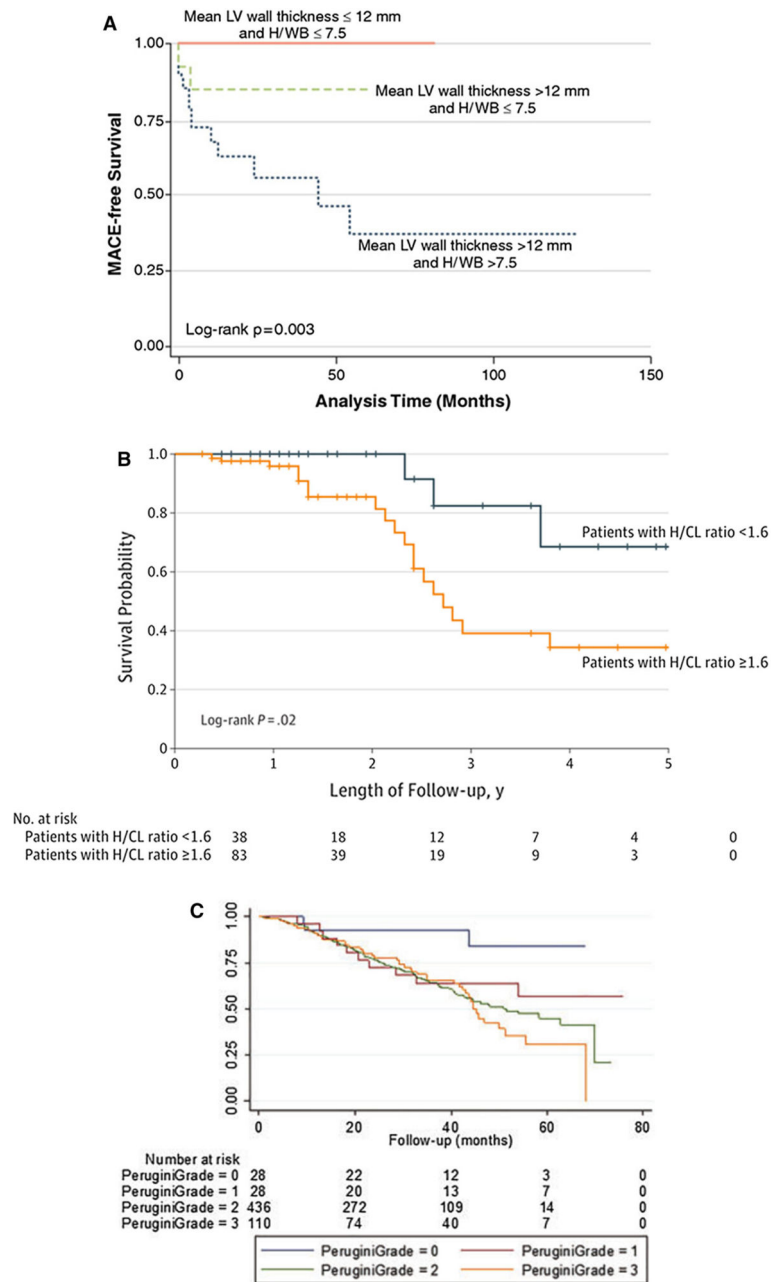 A
Mean LV wall thickness ≤ 12 mm
and H/WB ≤ 7.5
1.00
Mean LV wall thickness >12 mm
and H/WB ≤ 7.5
0.75
MACE-free Survival
0.50
Mean LV wall thickness >12 mm
and H/WB >7.5
0.25
Log-rank p=0.003
0.00
0 50 100 150
Analysis Time (Months)
B
1.0
0.8
Patients with H/CL ratio <1.6
0.6
Survival Probability
0.4
Patients with H/CL ratio ≥1.6
0.2
Log-rank P = .02
0
0 1 2 3 4 5
Length of Follow-up, y
No. at risk
Patients with H/CL ratio <1.6 38 18 12 7 4 0
Patients with H/CL ratio ≥1.6 83 39 19 9 3 0
C
1.00
0.75
0.50
0.25
0.00
0 20 40 60 80
Follow-up (months)
Number at risk
PeruginiGrade = 0 28 22 12 3 0
PeruginiGrade = 1 28 20 13 7 0
PeruginiGrade = 2 436 272 109 14 0
PeruginiGrade = 3 110 74 40 7 0
PeruginiGrade = 0 PeruginiGrade = 1
PeruginiGrade = 2 PeruginiGrade = 3